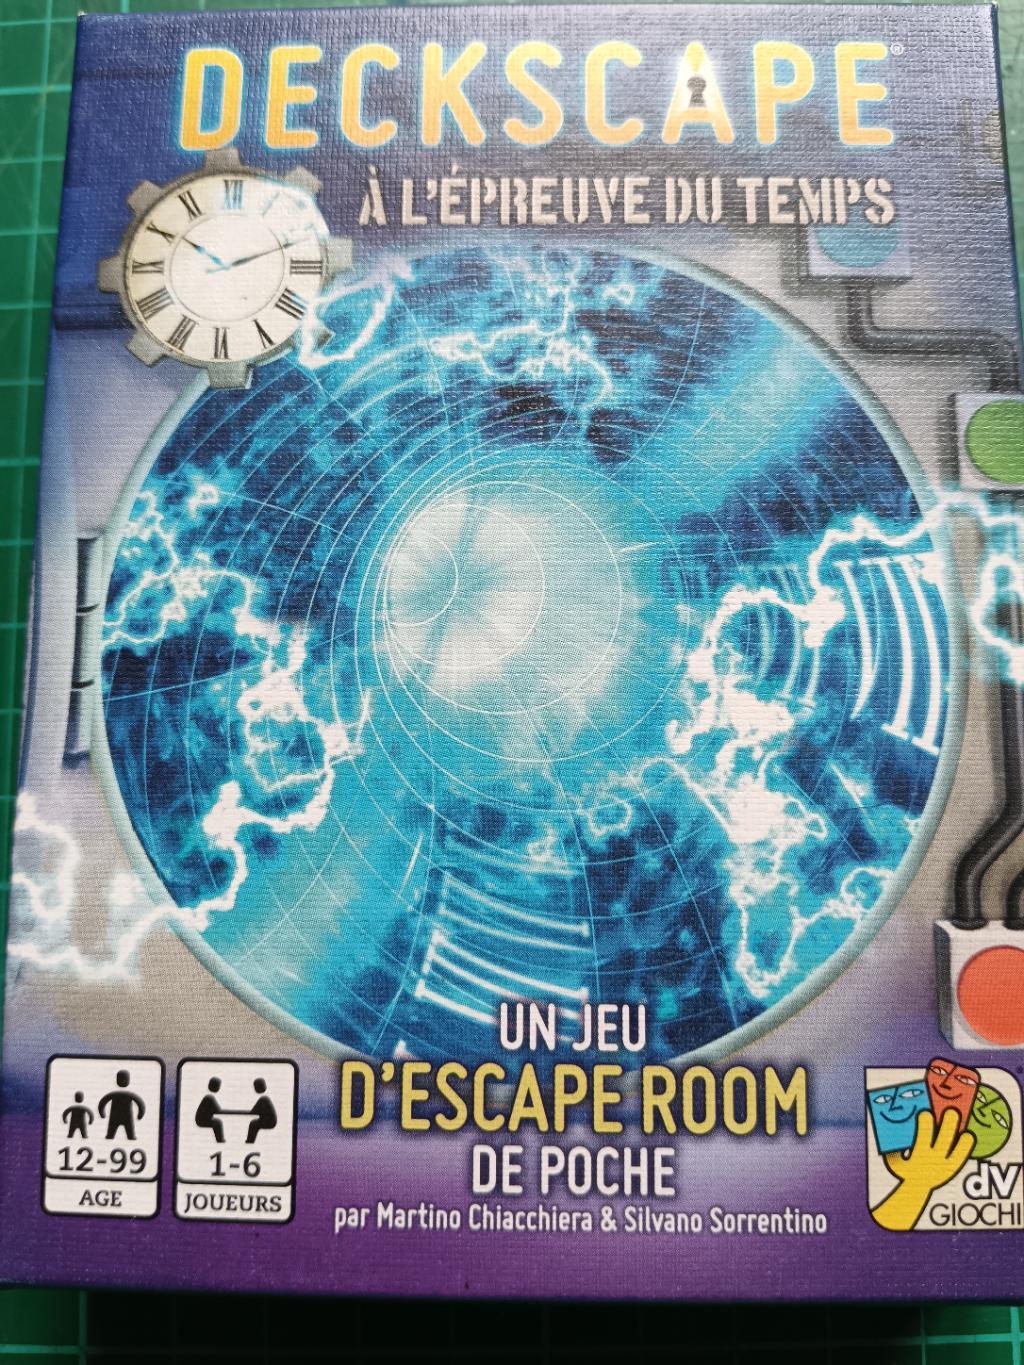 DECKSCAPE®
À L'ÉPREUVE DU TEMPS
XII
UN JEU
D'ESCAPE ROOM
DE POCHE
par Martino Chiacchiera & Silvano Sorrentino
12-99
AGE
1-6
JOUEURS
dV
GIOCHI